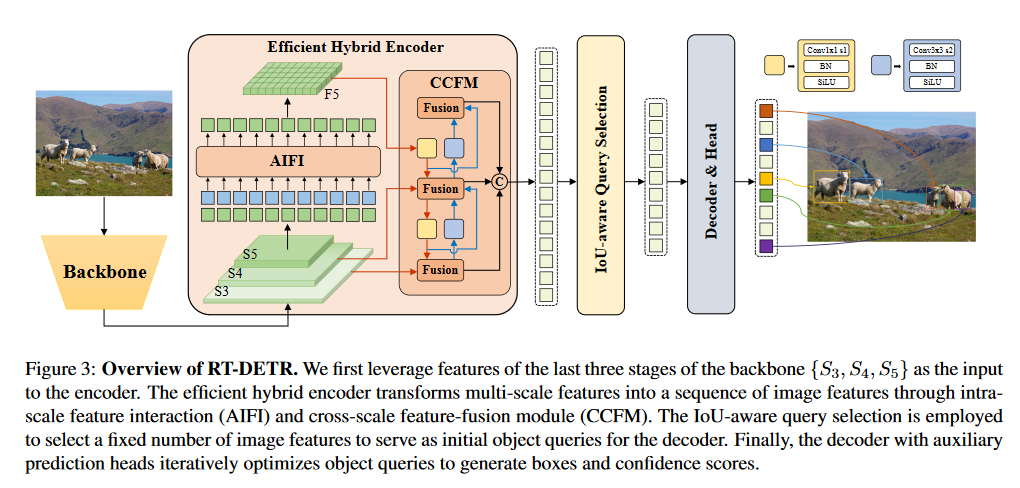 Efficient Hybrid Encoder
CCFM
F5
Fusion
AIFI
Fusion
C
Fusion
S5
S4
S3
Backbone
IoU-aware Query Selection
Decoder & Head
Conv1x1 s1
BN
SiLU
Conv3x3 s2
BN
SiLU
Figure 3: Overview of RT-DETR. We first leverage features of the last three stages of the backbone {S₃, S₄, S₅} as the input
to the encoder. The efficient hybrid encoder transforms multi-scale features into a sequence of image features through intra-
scale feature interaction (AIFI) and cross-scale feature-fusion module (CCFM). The IoU-aware query selection is employed
to select a fixed number of image features to serve as initial object queries for the decoder. Finally, the decoder with auxiliary
prediction heads iteratively optimizes object queries to generate boxes and confidence scores.